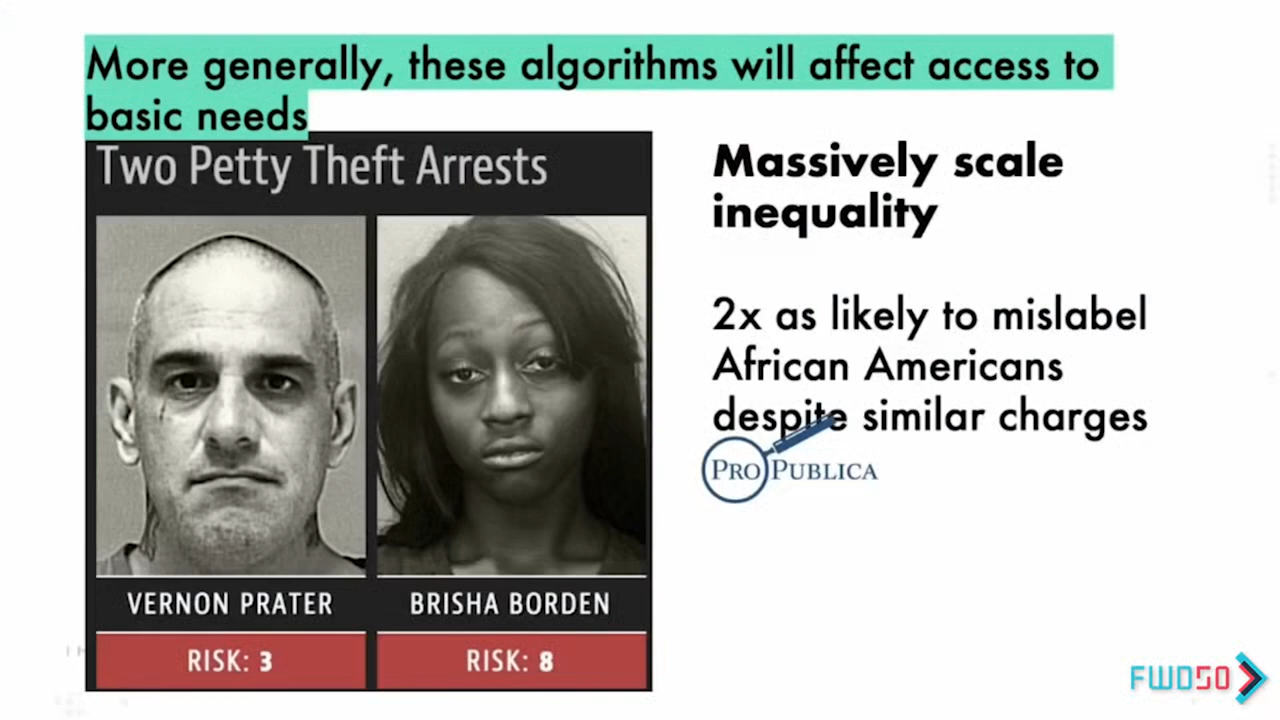 More generally, these algorithms will affect access to
basic needs
Two Petty Theft Arrests
VERNON PRATER
RISK: 3
BRISHA BORDEN
RISK: 8
Massively scale
inequality
2x as likely to mislabel
African Americans
despite similar charges
PROPUBLICA
FWD50